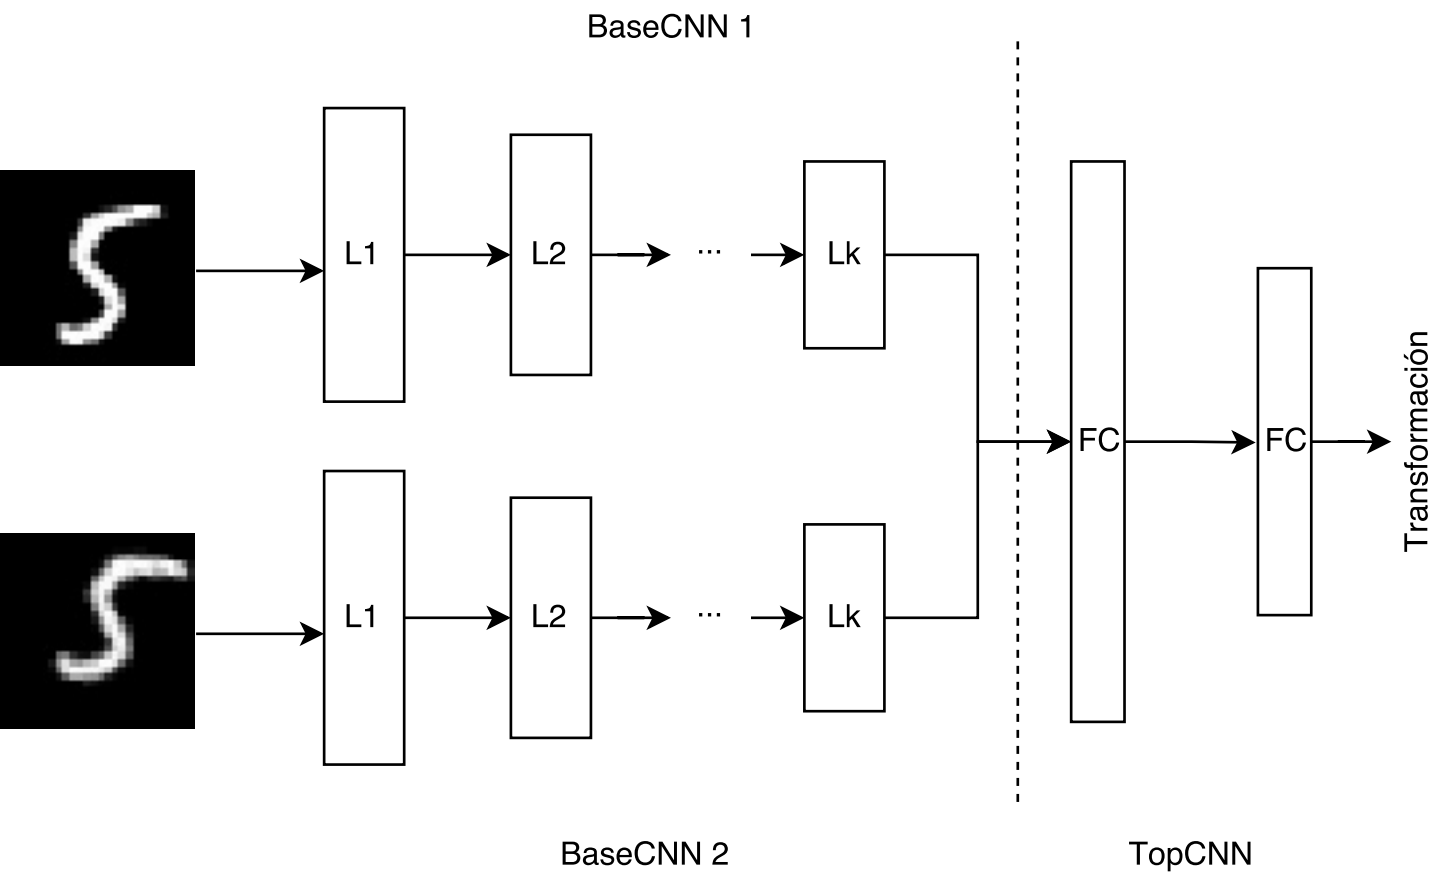 BaseCNN 1
L1
L2
...
Lk
FC
FC
Transformación
L1
L2
...
Lk
BaseCNN 2
TopCNN